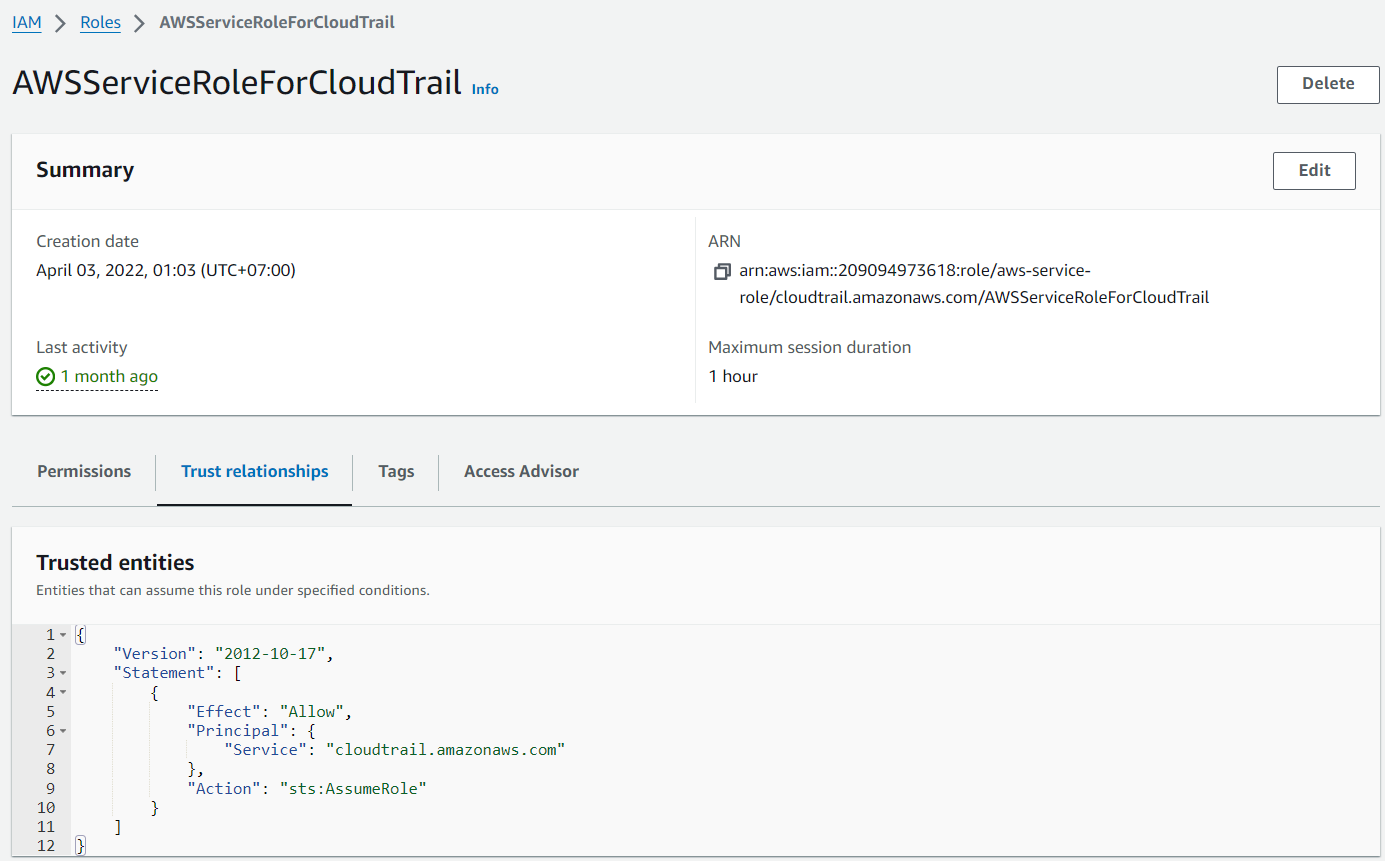 IAM > Roles > AWSServiceRoleForCloudTrail
AWSServiceRoleForCloudTrail Info
Delete
Summary
Edit
Creation date
April 03, 2022, 01:03 (UTC+07:00)
ARN
arn:aws:iam::209094973618:role/aws-service-
role/cloudtrail.amazonaws.com/AWSServiceRoleForCloudTrail
Last activity
1 month ago
Maximum session duration
1 hour
Permissions
Trust relationships
Tags
Access Advisor
Trusted entities
Entities that can assume this role under specified conditions.
1 {
2     "Version": "2012-10-17",
3     "Statement": [
4         {
5             "Effect": "Allow",
6             "Principal": {
7                 "Service": "cloudtrail.amazonaws.com"
8             },
9             "Action": "sts:AssumeRole"
10         }
11     ]
12 }